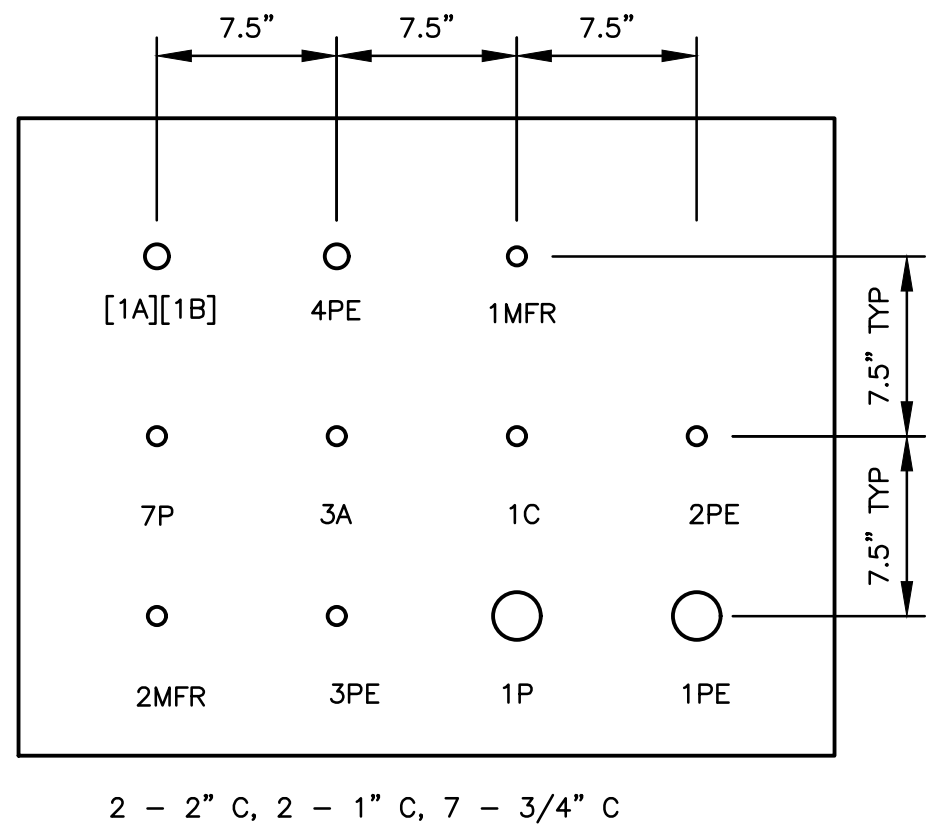 7.5” 7.5” 7.5”
[1A][1B] 4PE 1MFR
7.5” TYP
7P 3A 1C 2PE
7.5” TYP
2MFR 3PE 1P 1PE
2 – 2” C, 2 – 1” C, 7 – 3/4” C